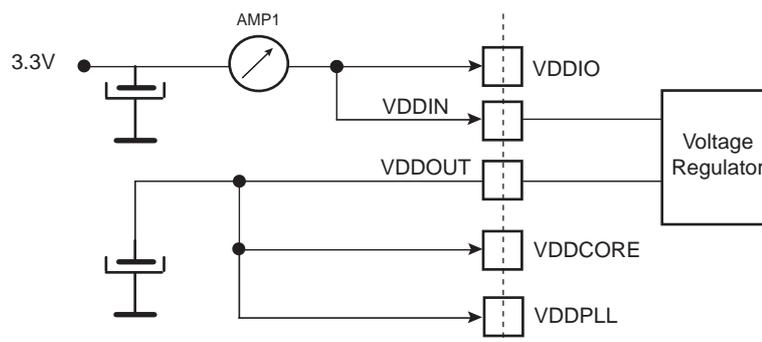 AMP1
3.3V
VDDIO
VDDIN
Voltage
Regulator
VDDOUT
VDDCORE
VDDPLL